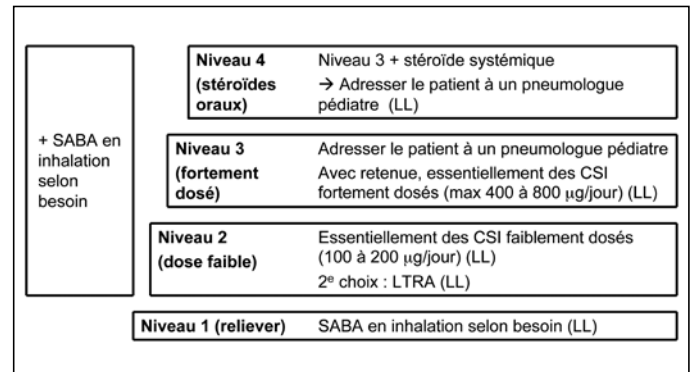 Niveau 4 Niveau 3 + stéroïde systémique
(stéroïdes → Adresser le patient à un pneumologue
oraux) pédiatre (LL)
+ SABA en
inhalation
selon
besoin
Niveau 3 Adresser le patient à un pneumologue pédiatre
(fortement Avec retenue, essentiellement des CSI
dosé) fortement dosés (max 400 à 800 µg/jour) (LL)
Niveau 2 Essentiellement des CSI faiblement dosés
(dose faible) (100 à 200 µg/jour) (LL)
2e choix : LTRA (LL)
Niveau 1 (reliever) SABA en inhalation selon besoin (LL)